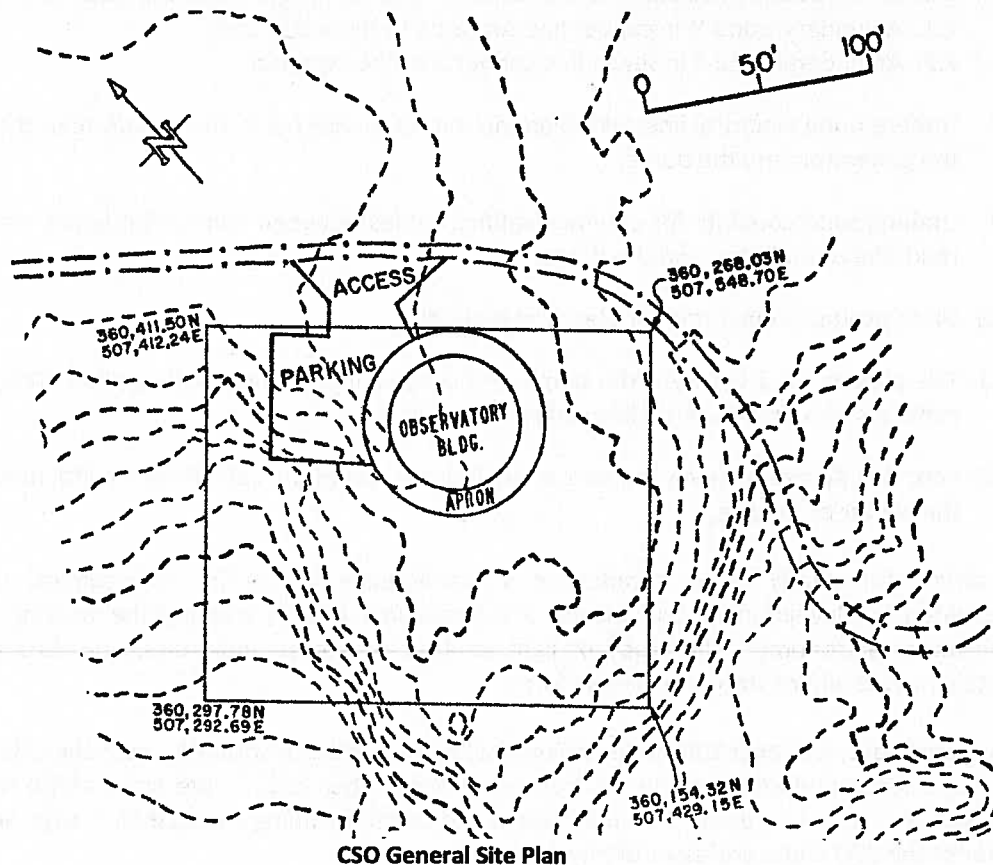 0 50' 100'
N
ACCESS
360,268.03N
507,548.70E
360,411.50N
507,412.24E
PARKING
OBSERVATORY
BLDG.
APRON
360,297.78N
507,292.69E
360,154.32N
507,429.15E
CSO General Site Plan